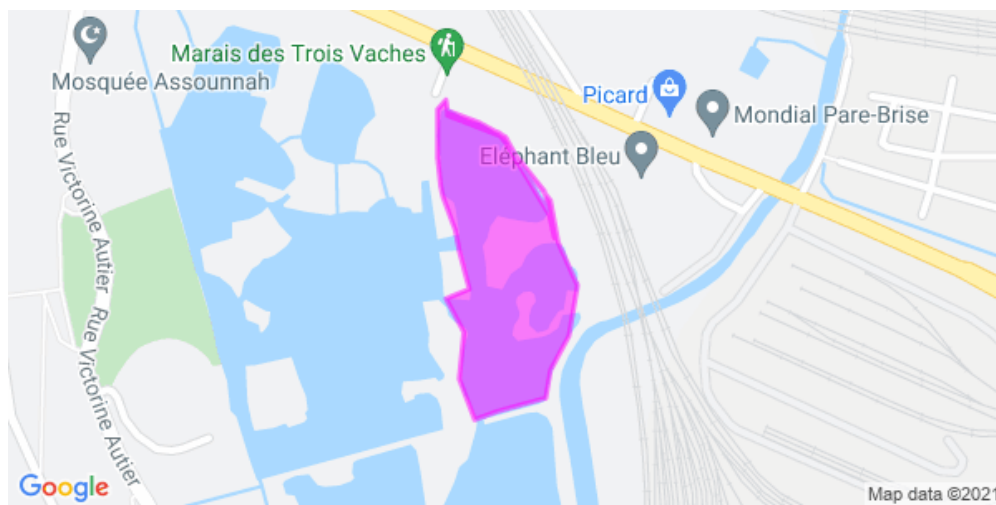 Marais des Trois Vaches
Mosquée Assounnah
Picard
Mondial Pare-Brise
Eléphant Bleu
Rue Victorine Autier
Rue Victorine Autier
Google
Map data ©2021